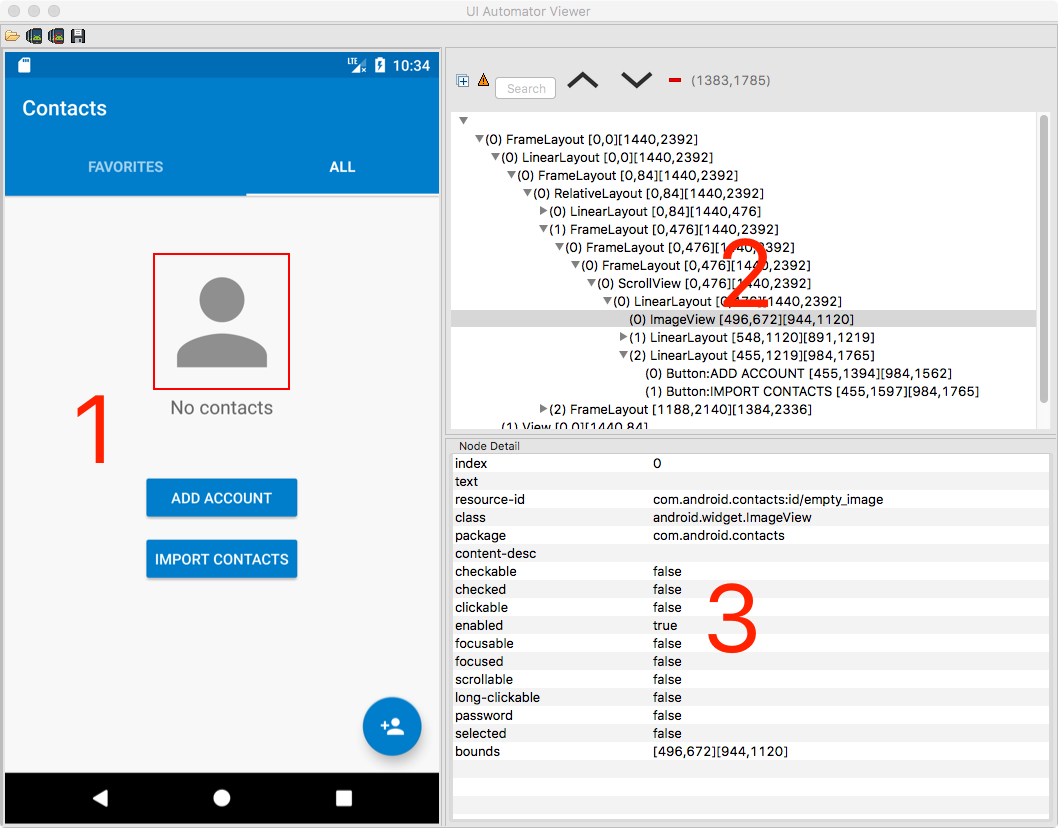 UI Automator Viewer
LTE 10:34
Contacts
FAVORITES ALL
1
No contacts
ADD ACCOUNT
IMPORT CONTACTS
Search (1383,1785)
(0) FrameLayout [0,0][1440,2392]
(0) LinearLayout [0,0][1440,2392]
(0) FrameLayout [0,84][1440,2392]
(0) RelativeLayout [0,84][1440,2392]
(0) LinearLayout [0,84][1440,476]
(1) FrameLayout [0,476][1440,2392]
(0) FrameLayout [0,476][1440,2392]
(0) FrameLayout [0,476][1440,2392]
(0) ScrollView [0,476][1440,2392]
(0) LinearLayout [0,476][1440,2392]
(0) ImageView [496,672][944,1120]
(1) LinearLayout [548,1120][891,1219]
(2) LinearLayout [455,1219][984,1765]
(0) Button:ADD ACCOUNT [455,1394][984,1562]
(1) Button:IMPORT CONTACTS [455,1597][984,1765]
(2) FrameLayout [1188,2140][1384,2336]
(1) View [0,0][1440,84]
2
Node Detail
index 0
text
resource-id com.android.contacts:id/empty_image
class android.widget.ImageView
package com.android.contacts
content-desc
checkable false
checked false
clickable false
enabled true
focusable false
focused false
scrollable false
long-clickable false
password false
selected false
bounds [496,672][944,1120]
3